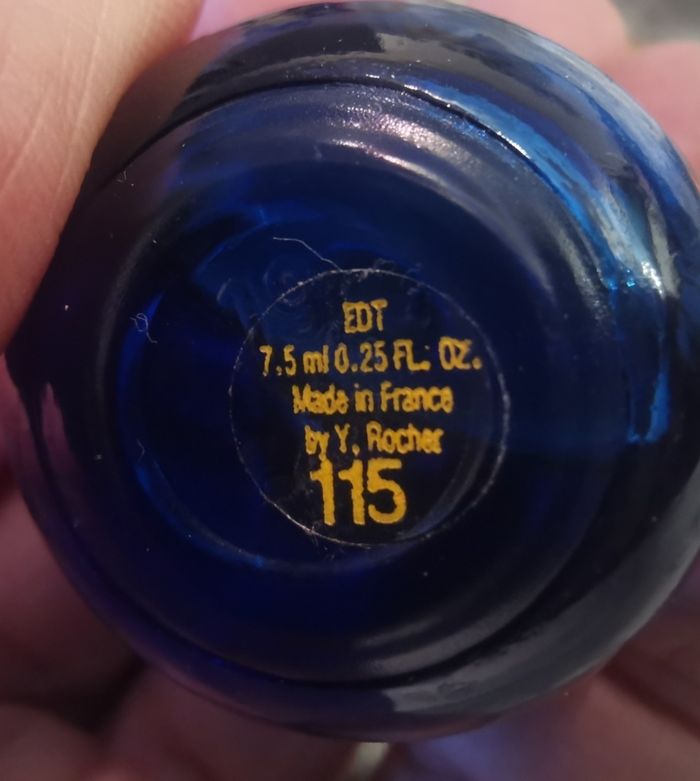 EDT
7.5 ml 0.25 FL. OZ.
Made in France
by Y. Rocher
115